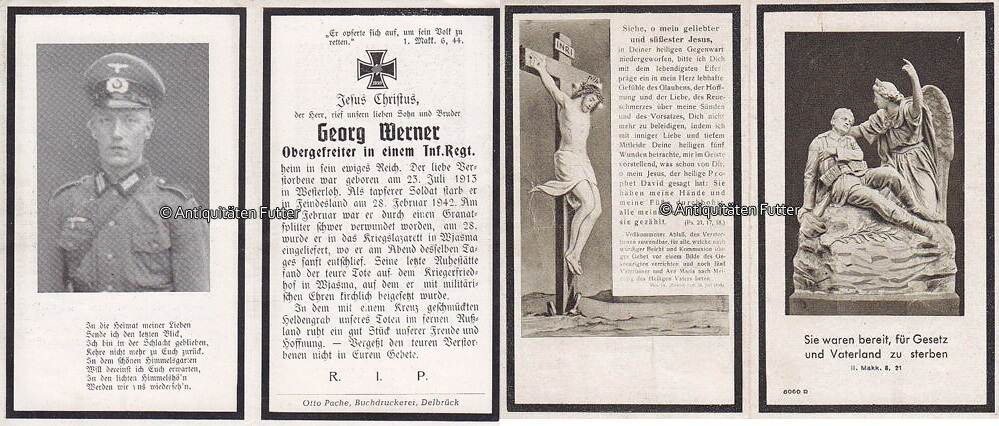 In die Heimat meiner Lieben
Sende ich den letzten Blick,
Ich bin in der Schlacht geblieben,
Kehre nicht mehr zu Euch zurück.
In dem schönen Himmelsgarten
Will dereinst ich Euch erwarten,
In den lichten Himmelshöh'n
Werden wir uns wiederseh'n.
„Er opferte sich auf, um sein Volk zu
retten." 1. Makk. 6, 44.
Jesus Christus,
der Herr, rief unsern lieben Sohn und Bruder
Georg Werner
Obergefreiter in einem Inf.Regt.
heim in sein ewiges Reich. Der liebe Ver-
storbene war geboren am 23. Juli 1913
in Westerloh. Als tapferer Soldat starb er
in Feindesland am 28. Februar 1942. Am
Februar war er durch einen Granat-
splitter schwer verwundet worden, am 28.
wurde er in das Kriegslazarett in Wjasma
eingeliefert, wo er am Abend desselben Ta-
ges sanft entschlief. Seine letzte Ruhestätte
fand der teure Tote auf dem Kriegerfried-
hof in Wjasma, auf dem er mit militäri-
schen Ehren kirchlich beigesetzt wurde.
In dem mit einem Kreuz geschmückten
Heldengrab unseres Toten im fernen Ruß-
land ruht ein gut Stück unserer Freude und
Hoffnung. — Vergeßt den teuren Verstor-
benen nicht in Eurem Gebete.
R. I. P.
Otto Pache, Buchdruckerei, Delbrück
INRI
Siehe, o mein geliebter
und süßester Jesus,
in Deiner heiligen Gegenwart
niedergeworfen, bitte ich Dich
mit dem lebendigsten Eifer:
präge ein in mein Herz lebhafte
Gefühle des Glaubens, der Hoff-
nung und der Liebe, des Reue-
schmerzes über meine Sünden
und des Vorsatzes, Dich nicht
mehr zu beleidigen, indem ich
mit inniger Liebe und tiefem
Mitleide Deine heiligen fünf
Wunden betrachte, mir im Geiste
vorstellend, was schon von Dir,
o mein Jesus, der heilige Pro-
phet David gesagt hat: Sie
haben meine Hände und
meine Füße durchbohrt,
alle meine
sie gezählt. (Ps. 21, 17, 18.)
Vollkommener Ablaß, den Verstor-
benen zuwendbar, für alle, welche nach
würdiger Beicht und Kommunion übi-
ges Gebet vor einem Bilde des Ge-
kreuzigten verrichten und noch fünf
Vaterunser und Ave Maria nach Mei-
nung des Heiligen Vaters beten.
Sie waren bereit, für Gesetz
und Vaterland zu sterben
II. Makk. 8, 21
8060 D
© Antiquitäten Futter
© Antiquitäten Futter